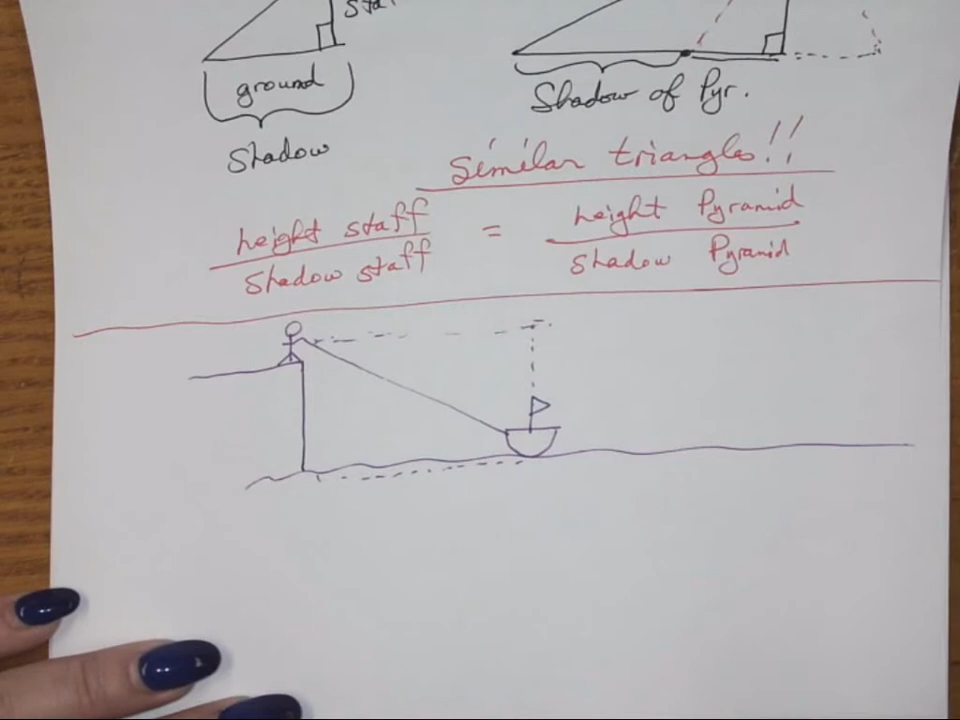 ground
Shadow
Shadow of Pyr.
Similar triangles!!
height staff = height Pyramid
Shadow staff Shadow Pyramid